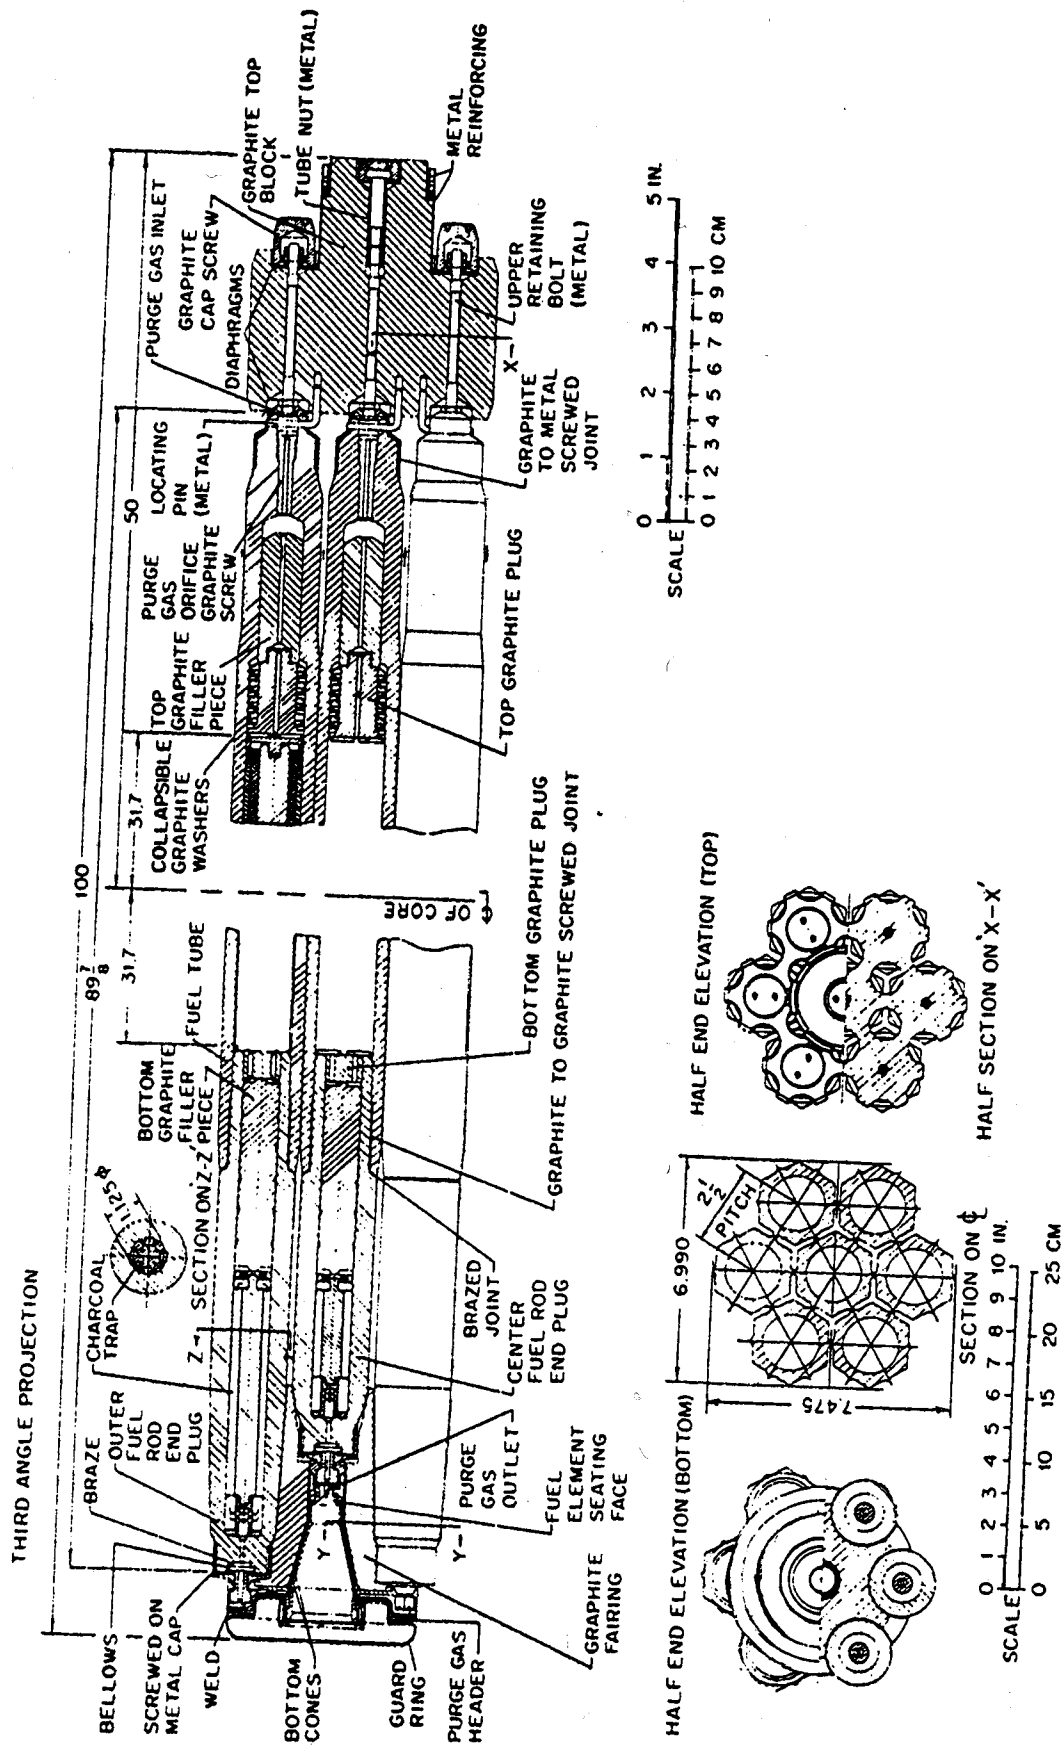 THIRD ANGLE PROJECTION
BELLOWS
SCREWED ON
METAL CAP
WELD
BRAZE
OUTER
FUEL
ROD
END
PLUG
CHARCOAL
TRAP
Z
SECTION ON 'Z-Z'
BOTTOM
GRAPHITE
FILLER
PIECE
FUEL TUBE
100
89 7/8
31.7
31.7
50
COLLAPSIBLE
GRAPHITE
WASHERS
TOP
GRAPHITE
FILLER
PIECE
PURGE
GAS
ORIFICE
GRAPHITE
SCREW
LOCATING
PIN
(METAL)
PURGE GAS INLET
DIAPHRAGMS
GRAPHITE
CAP SCREW
GRAPHITE TOP
BLOCK
TUBE NUT (METAL)
METAL
REINFORCING
UPPER
RETAINING
BOLT
(METAL)
X-
GRAPHITE
TO METAL
SCREWED
JOINT
TOP GRAPHITE PLUG
OF CORE
BOTTOM GRAPHITE PLUG
GRAPHITE TO GRAPHITE SCREWED JOINT
BRAZED
JOINT
CENTER
FUEL ROD
END PLUG
PURGE
GAS
OUTLET
FUEL
ELEMENT
SEATING
FACE
Y
Y-
GRAPHITE
FAIRING
BOTTOM
CONES
GUARD
RING
PURGE GAS
HEADER
SCALE
0 1 2 3 4 5 IN.
0 1 2 3 4 5 6 7 8 9 10 CM
HALF END ELEVATION (BOTTOM)
7.475
6.990
2 1/2
PITCH
SECTION ON ℄
HALF END ELEVATION (TOP)
HALF SECTION ON 'X-X'
SCALE
0 1 2 3 4 5 6 7 8 9 10 IN.
0 5 10 15 20 25 CM